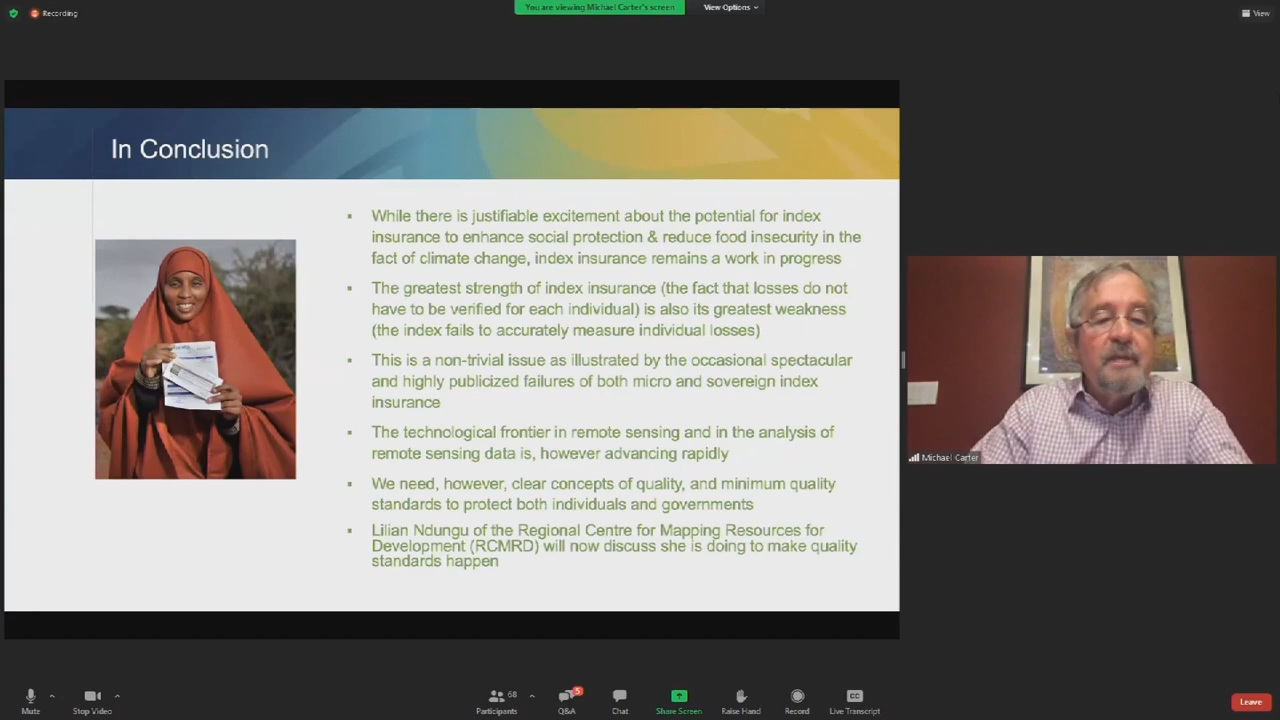 Recording
You are viewing Michael Carter's screen
View Options
View
In Conclusion
While there is justifiable excitement about the potential for index
insurance to enhance social protection & reduce food insecurity in the
fact of climate change, index insurance remains a work in progress
The greatest strength of index insurance (the fact that losses do not
have to be verified for each individual) is also its greatest weakness
(the index fails to accurately measure individual losses)
This is a non-trivial issue as illustrated by the occasional spectacular
and highly publicized failures of both micro and sovereign index
insurance
The technological frontier in remote sensing and in the analysis of
remote sensing data is, however advancing rapidly
We need, however, clear concepts of quality, and minimum quality
standards to protect both individuals and governments
Lilian Ndungu of the Regional Centre for Mapping Resources for
Development (RCMRD) will now discuss she is doing to make quality
standards happen
Michael Carter
Mute
Stop Video
68
Participants
5
Q&A
Chat
Share Screen
Raise Hand
Record
CC
Live Transcript
Leave